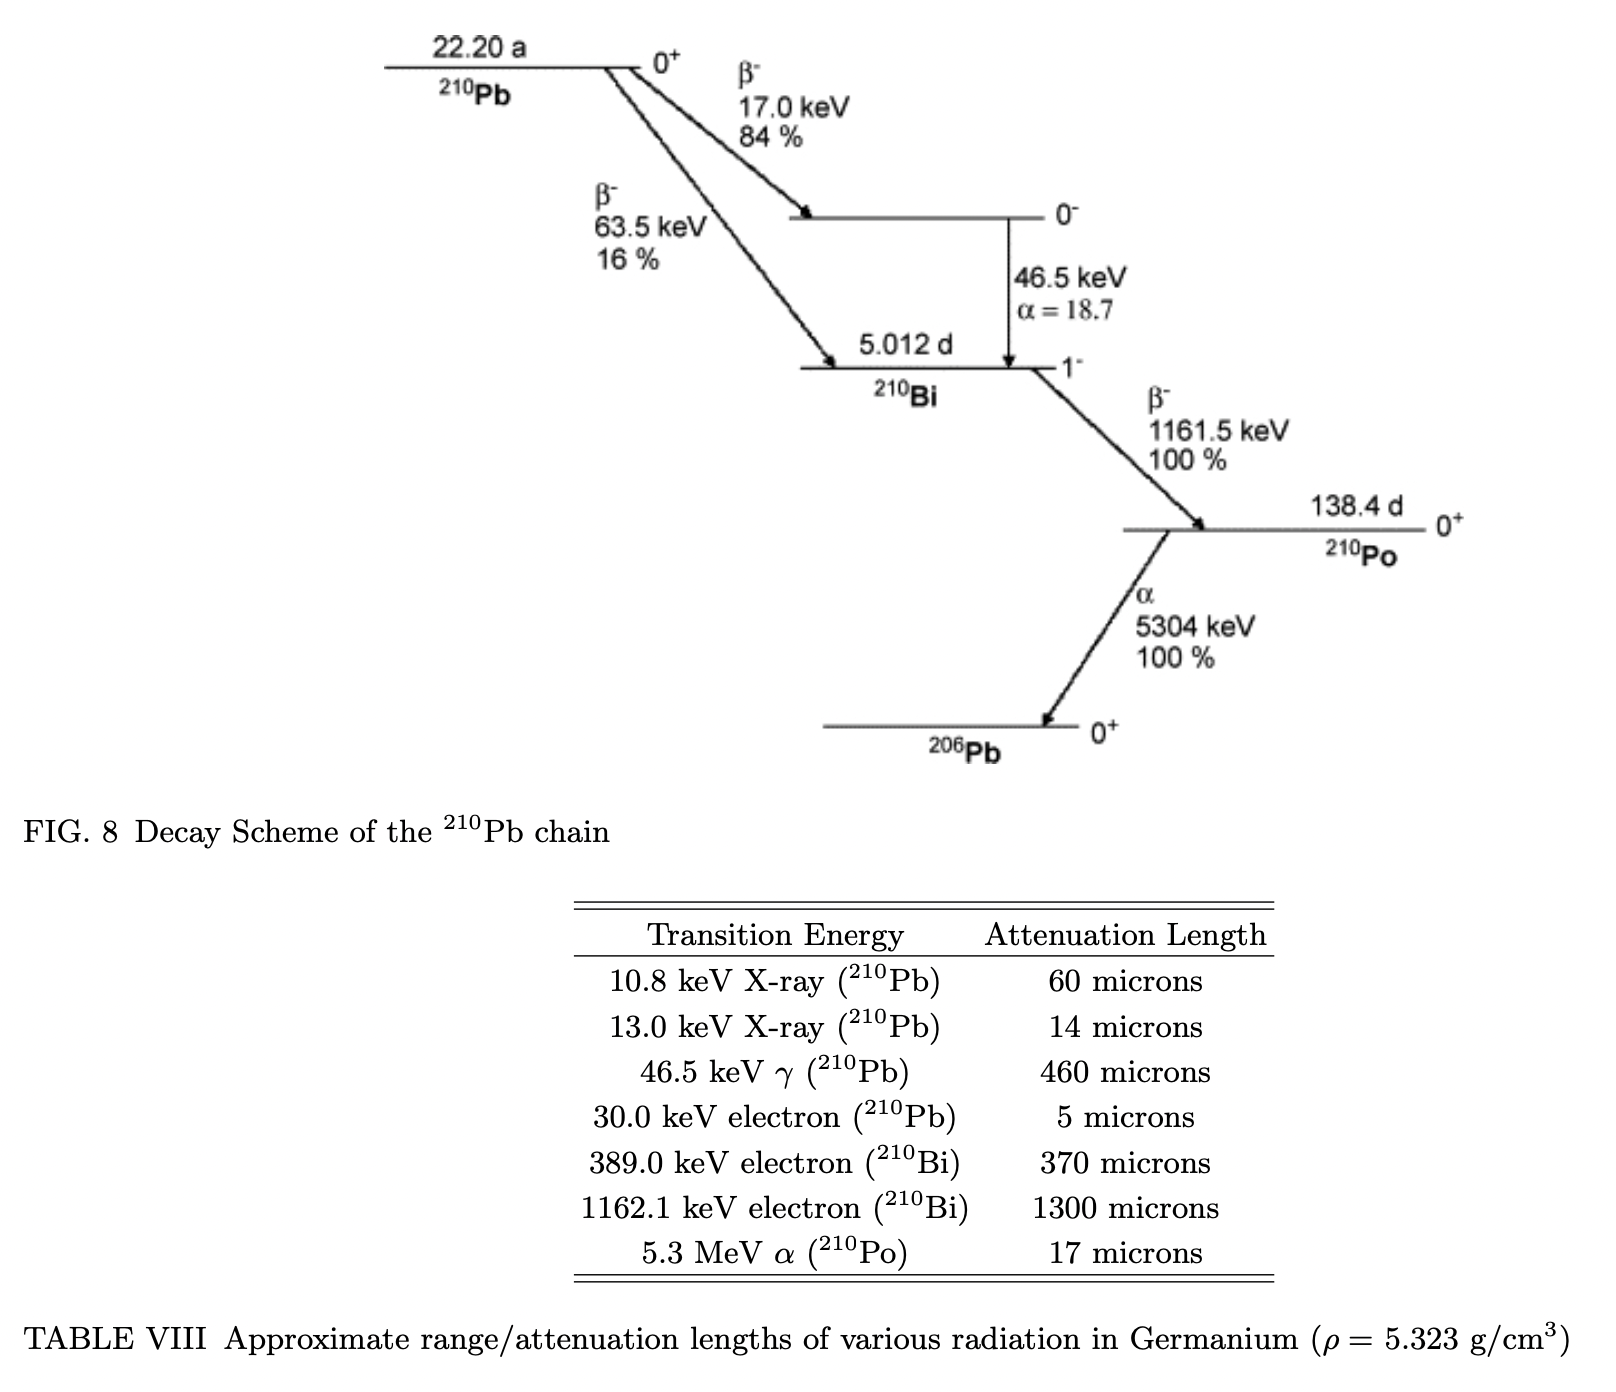 22.20 a
0⁺
²¹⁰Pb
β⁻
17.0 keV
84 %
β⁻
63.5 keV
16 %
0⁻
46.5 keV
α = 18.7
5.012 d
1⁻
²¹⁰Bi
β⁻
1161.5 keV
100 %
138.4 d
0⁺
²¹⁰Po
α
5304 keV
100 %
0⁺
²⁰⁶Pb
FIG. 8 Decay Scheme of the ²¹⁰Pb chain
Transition Energy Attenuation Length
10.8 keV X-ray (²¹⁰Pb) 60 microns
13.0 keV X-ray (²¹⁰Pb) 14 microns
46.5 keV γ (²¹⁰Pb) 460 microns
30.0 keV electron (²¹⁰Pb) 5 microns
389.0 keV electron (²¹⁰Bi) 370 microns
1162.1 keV electron (²¹⁰Bi) 1300 microns
5.3 MeV α (²¹⁰Po) 17 microns
TABLE VIII Approximate range/attenuation lengths of various radiation in Germanium (ρ = 5.323 g/cm³)